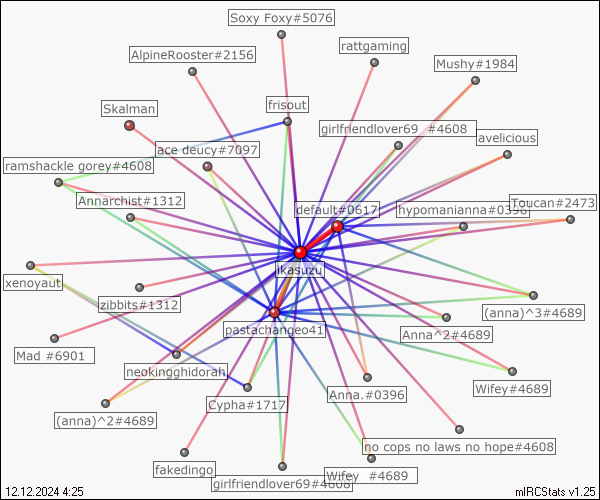 Soxy Foxy#5076
rattgaming
AlpineRooster#2156
Mushy#1984
Skalman
frisout
girlfriendlover69 #4608
avelicious
ace deucy#7097
ramshackle gorey#4608
Annarchist#1312
default#0617
hypomanianna#0396
Toucan#2473
ikasuzu
xenoyaut
zibbits#1312
(anna)^3#4689
pastachangeo41
Anna^2#4689
Mad #6901
neokingghidorah
Wifey#4689
Cypha#1717
Anna.#0396
(anna)^2#4689
no cops no laws no hope#4608
fakedingo
girlfriendlover69#4608
Wifey #4689
12.12.2024 4:25
mIRCStats v1.25